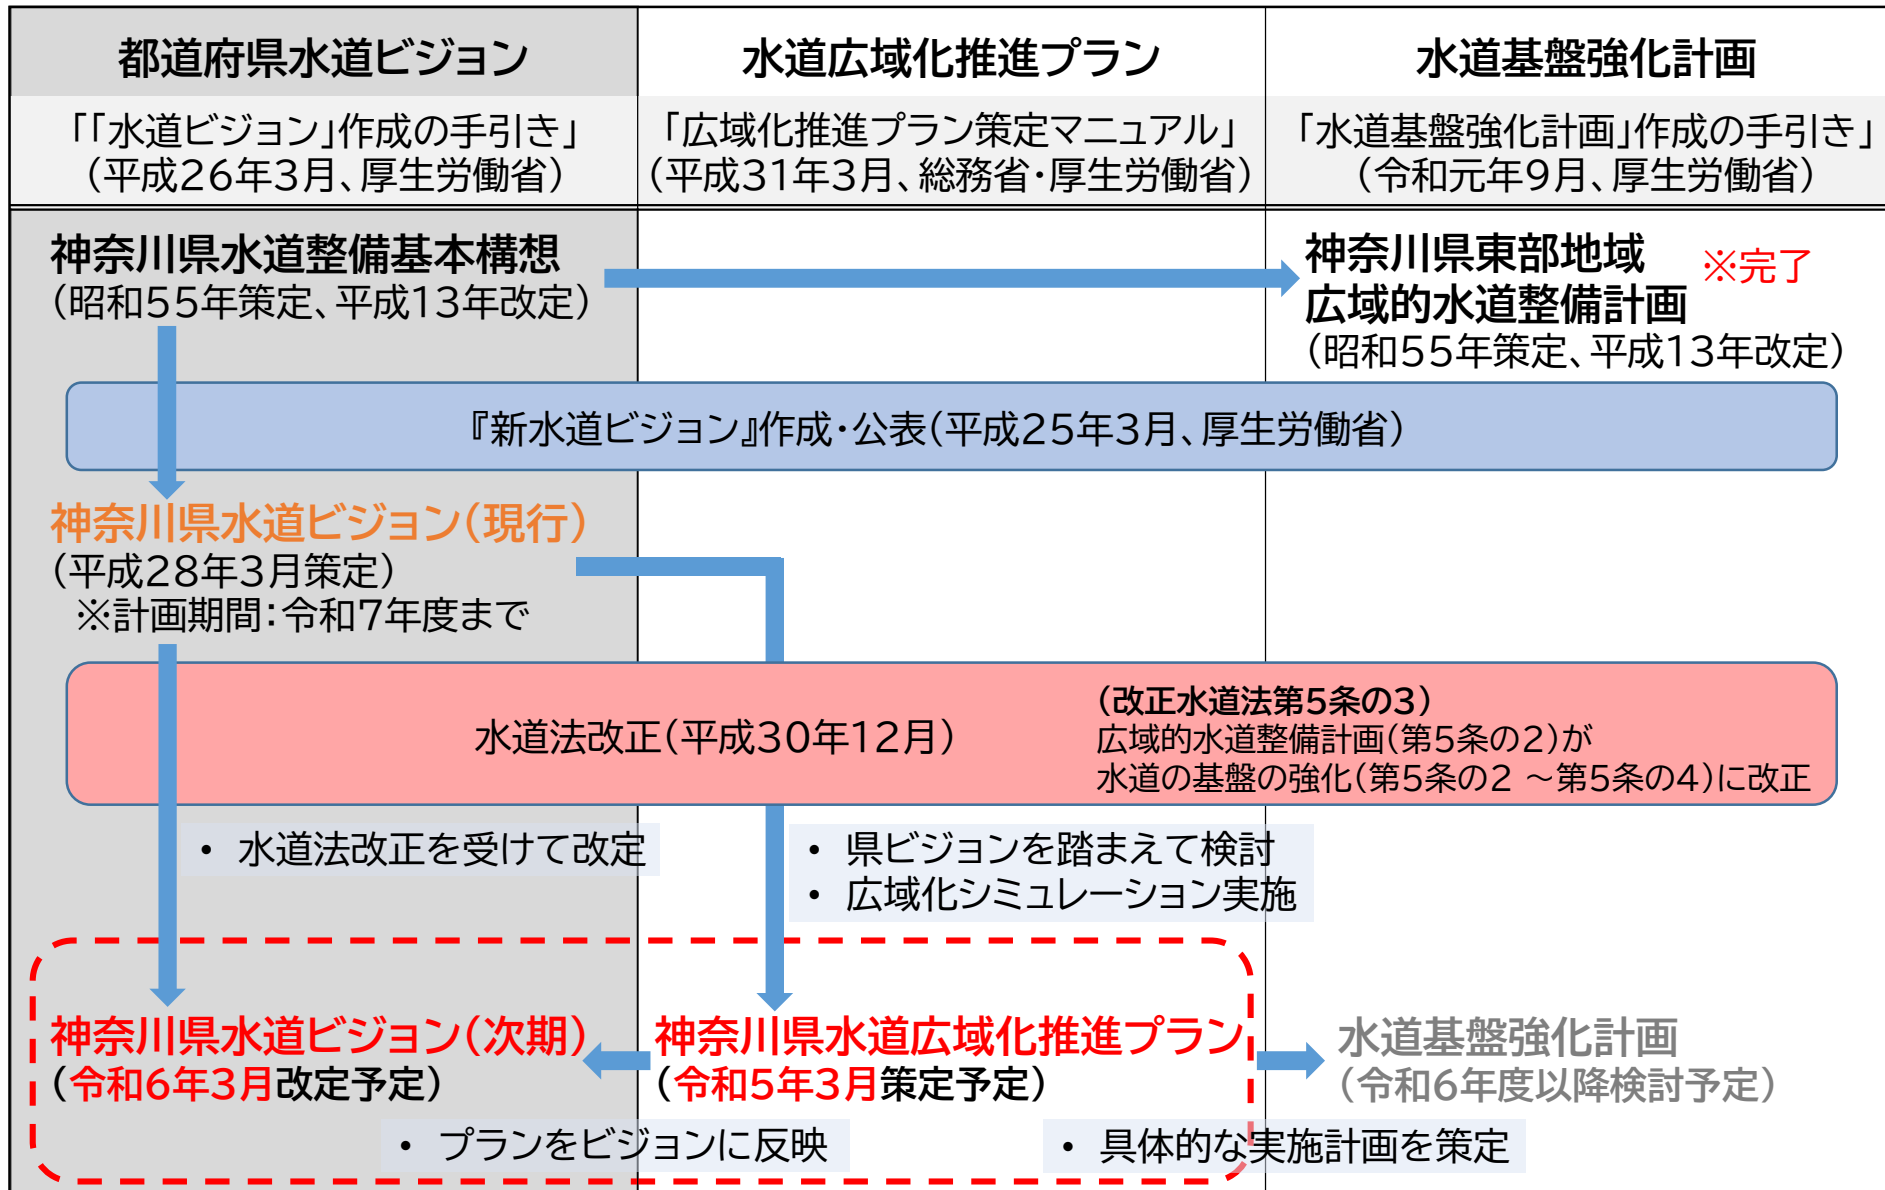 都道府県水道ビジョン
「「水道ビジョン」作成の手引き」
（平成26年3月、厚生労働省）
水道広域化推進プラン
「広域化推進プラン策定マニュアル」
（平成31年3月、総務省・厚生労働省）
水道基盤強化計画
「水道基盤強化計画」作成の手引き」
（令和元年9月、厚生労働省）
神奈川県水道整備基本構想
（昭和55年策定、平成13年改定）
神奈川県東部地域
広域的水道整備計画
（昭和55年策定、平成13年改定）
※完了
『新水道ビジョン』作成・公表（平成25年3月、厚生労働省）
神奈川県水道ビジョン（現行）
（平成28年3月策定）
※計画期間：令和7年度まで
水道法改正（平成30年12月）
（改正水道法第5条の3）
広域的水道整備計画（第5条の2）が
水道の基盤の強化（第5条の2 ～第5条の4）に改正
• 水道法改正を受けて改定
• 県ビジョンを踏まえて検討
• 広域化シミュレーション実施
神奈川県水道ビジョン（次期）
（令和6年3月改定予定）
神奈川県水道広域化推進プラン
（令和5年3月策定予定）
水道基盤強化計画
（令和6年度以降検討予定）
• プランをビジョンに反映
• 具体的な実施計画を策定